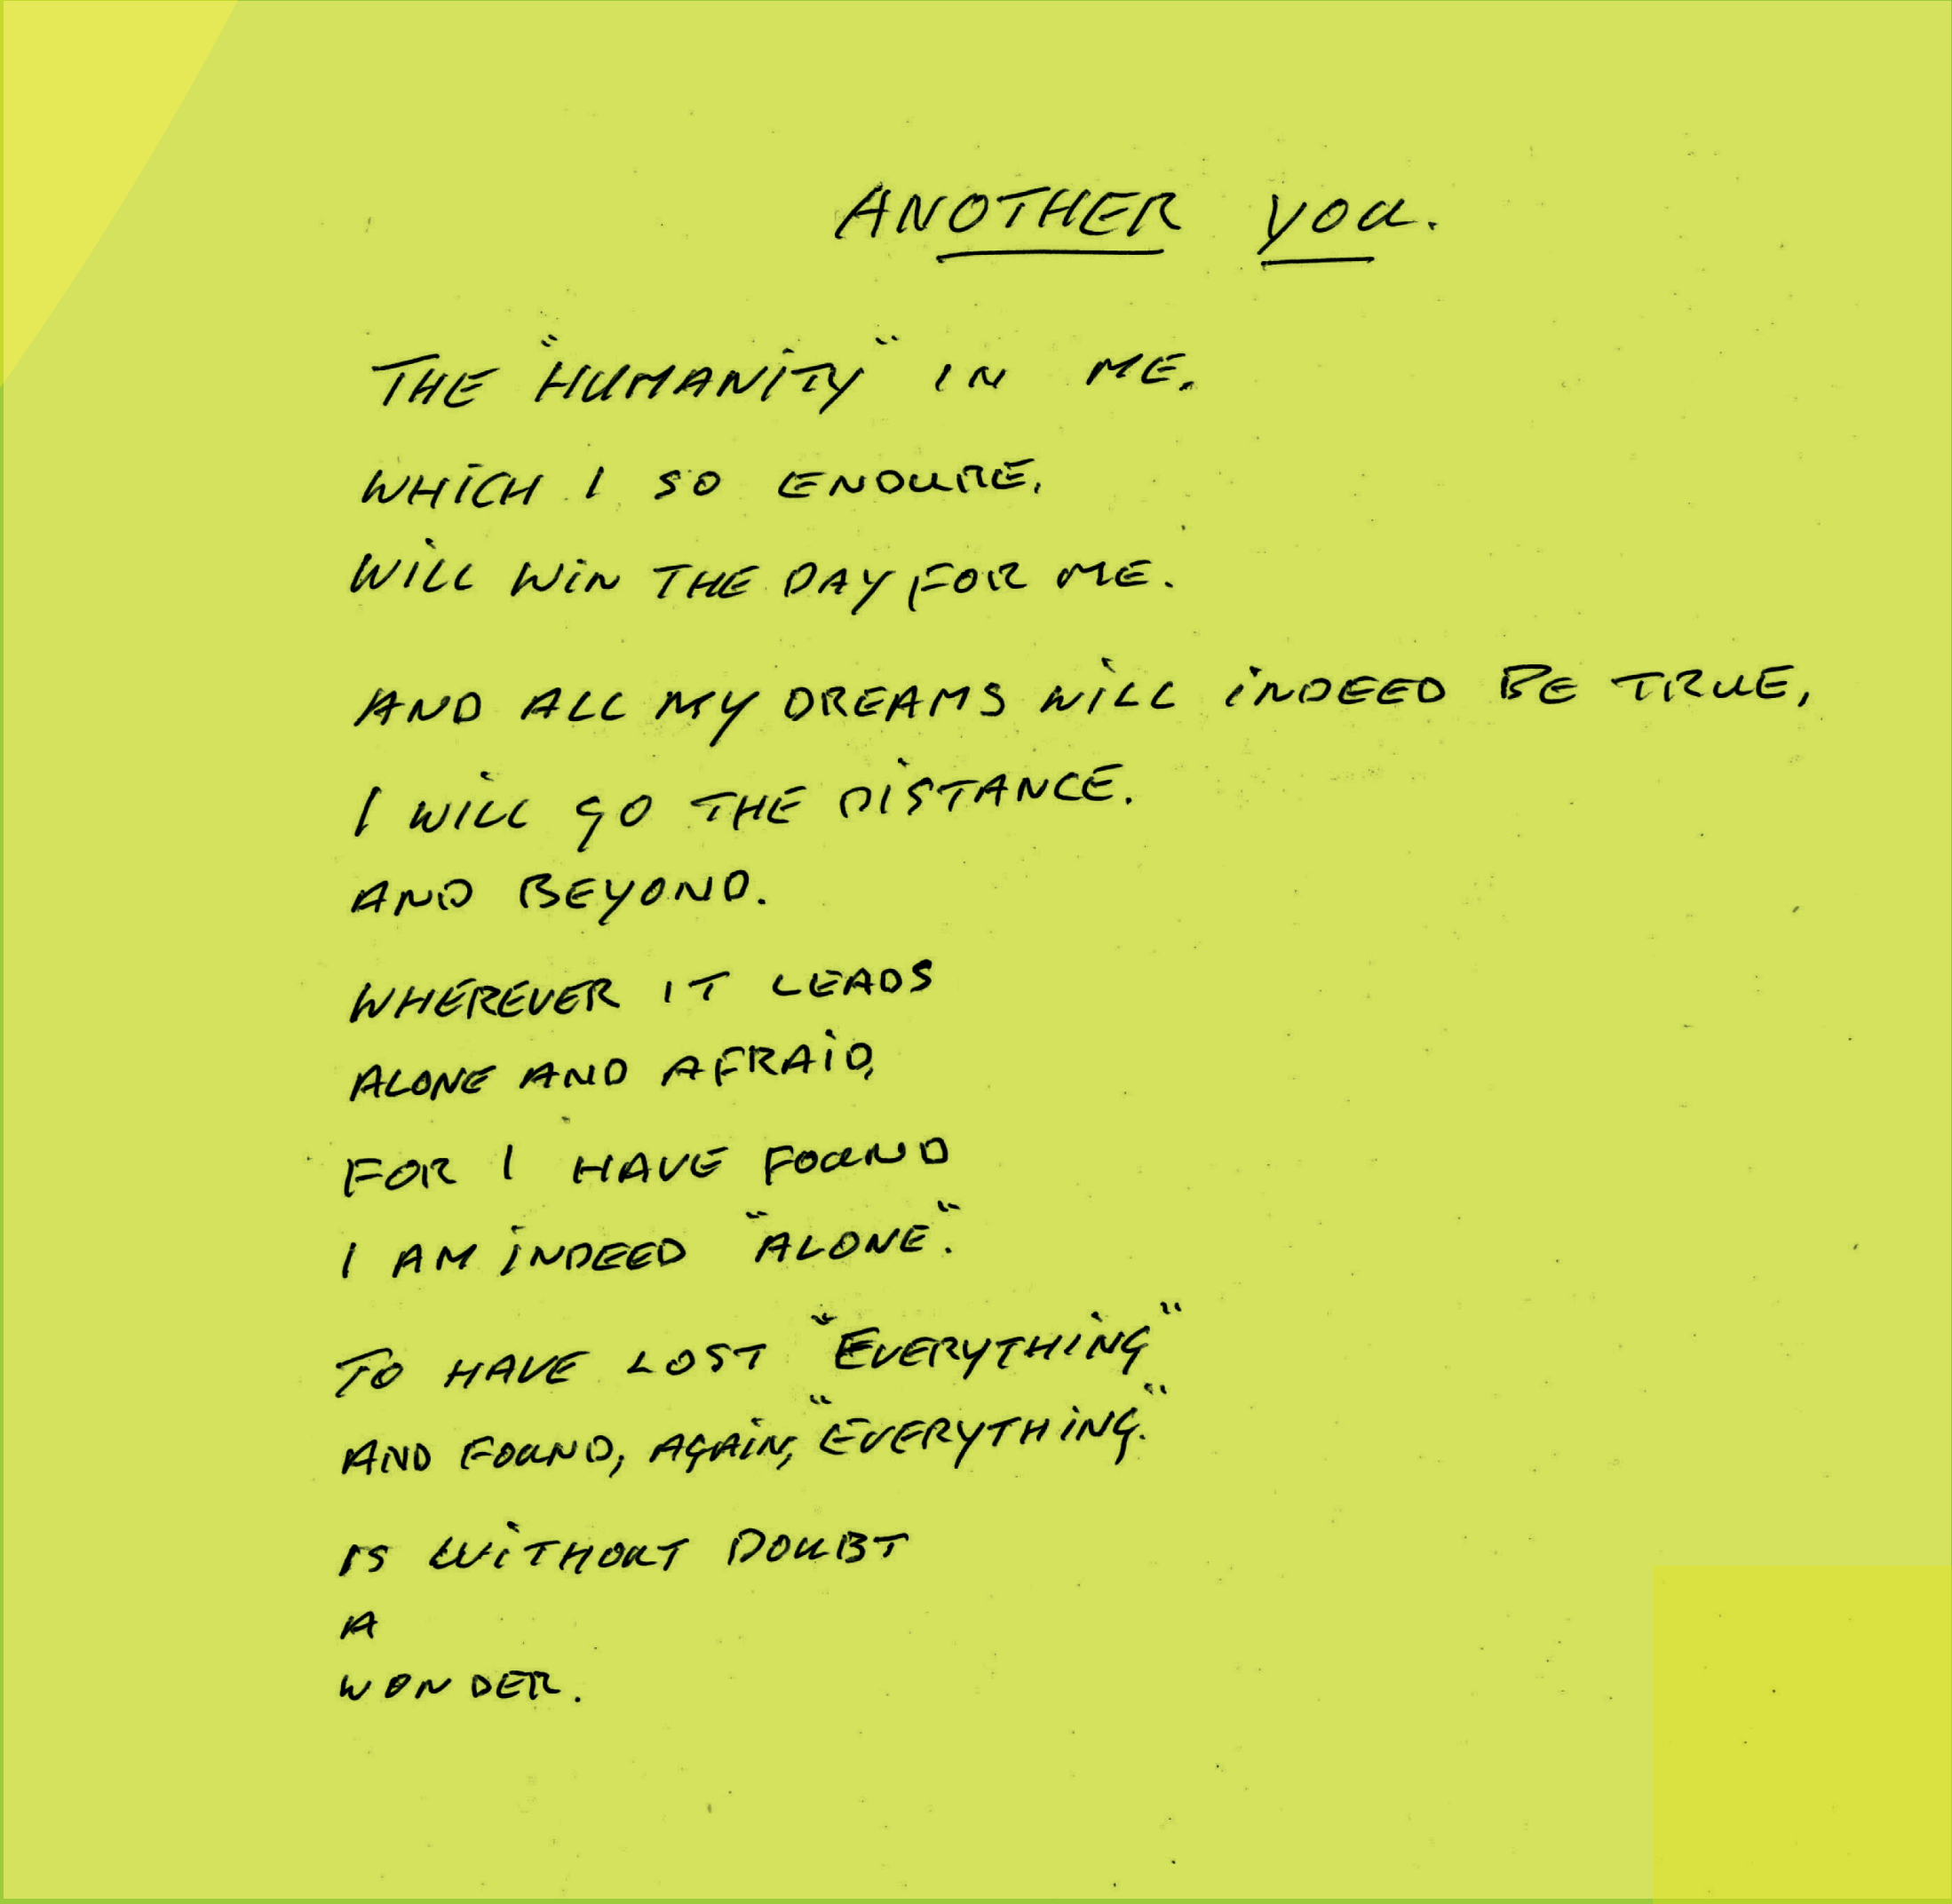 ANOTHER YOU.
THE "HUMANITY" IN ME.
WHICH I SO ENDURE,
WILL WIN THE DAY FOR ME.
AND ALL MY DREAMS WILL INDEED BE TRUE,
I WILL GO THE DISTANCE.
AND BEYOND.
WHEREVER IT LEADS
ALONE AND AFRAID,
FOR I HAVE FOUND
I AM INDEED "ALONE".
TO HAVE LOST "EVERYTHING"
AND FOUND, AGAIN, "EVERYTHING."
IS WITHOUT DOUBT
A
WONDER.